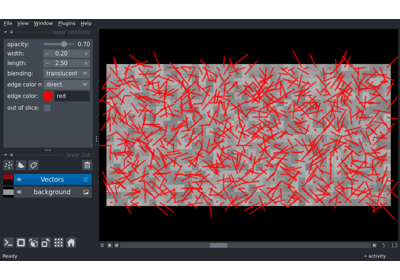 File View Window Plugins Help
layer controls
opacity: 0.70
width: 0.20
length: 2.50
blending: translucent
edge color m direct
edge color: red
out of slice:
layer list
Vectors
background
0
5 13
Ready
activity